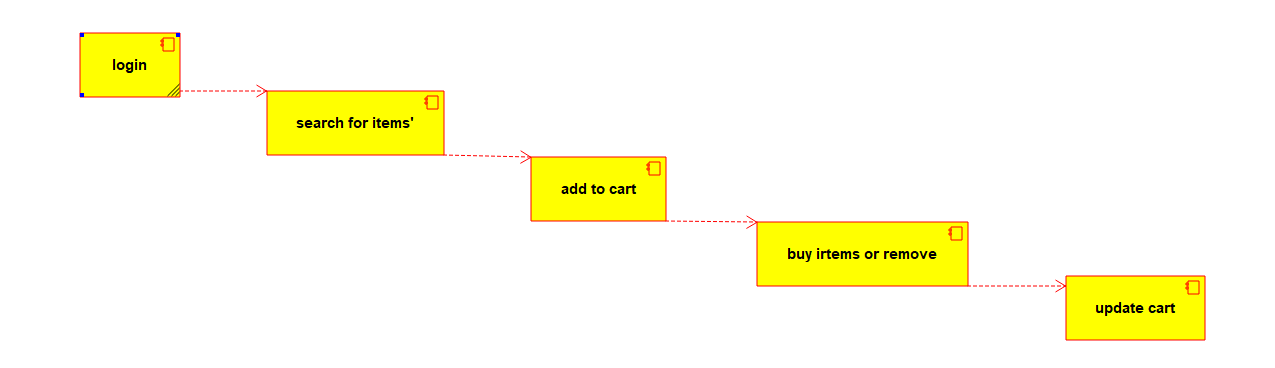 login
search for items'
add to cart
buy irtems or remove
update cart